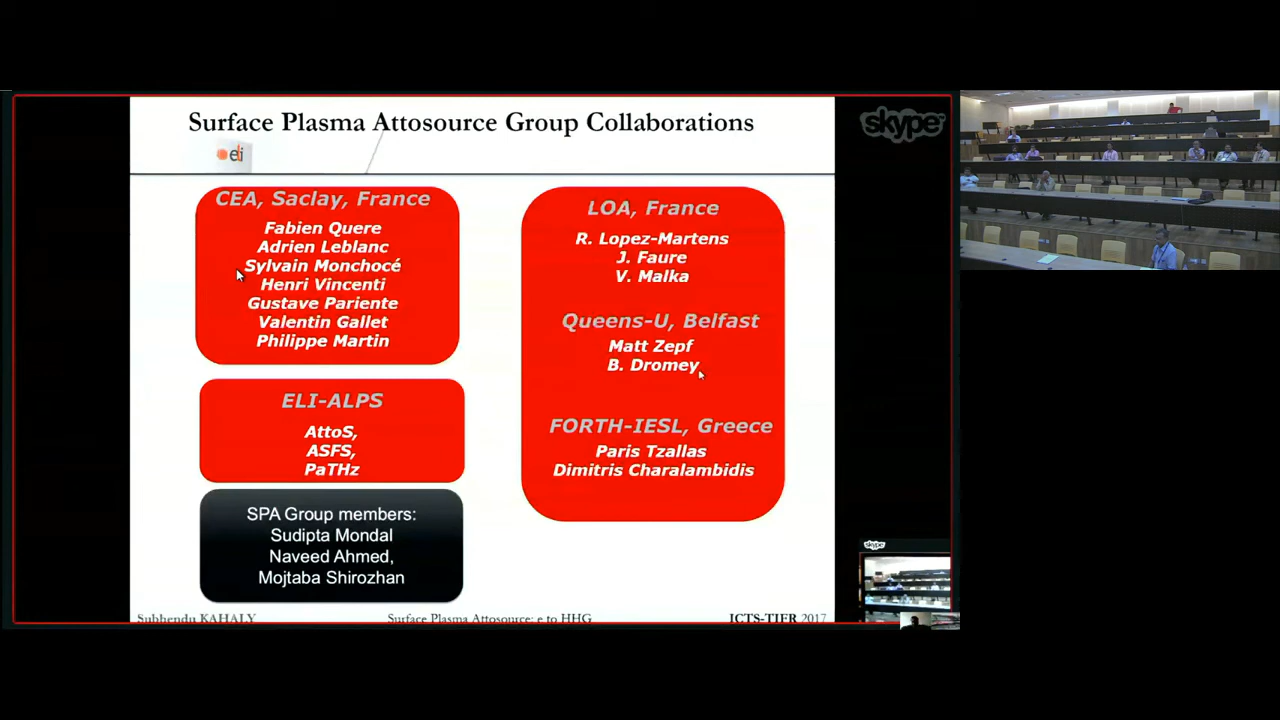 Surface Plasma Attosource Group Collaborations
eli
skype
CEA, Saclay, France
Fabien Quere
Adrien Leblanc
Sylvain Monchocé
Henri Vincenti
Gustave Pariente
Valentin Gallet
Philippe Martin
ELI-ALPS
AttoS,
ASFS,
PaTHz
SPA Group members:
Sudipta Mondal
Naveed Ahmed,
Mojtaba Shirozhan
LOA, France
R. Lopez-Martens
J. Faure
V. Malka
Queens-U, Belfast
Matt Zepf
B. Dromey
FORTH-IESL, Greece
Paris Tzallas
Dimitris Charalambidis
skype
Subhendu KAHALY
Surface Plasma Attosource: e to HHG
ICTS-TIFR 2017